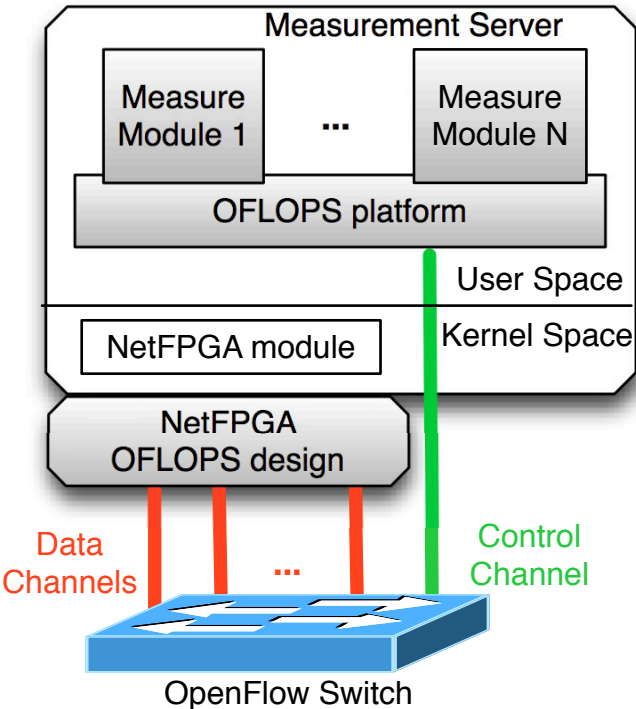 Measurement Server
Measure
Module 1
...
Measure
Module N
OFLOPS platform
User Space
Kernel Space
NetFPGA module
NetFPGA
OFLOPS design
Data
Channels
...
Control
Channel
OpenFlow Switch